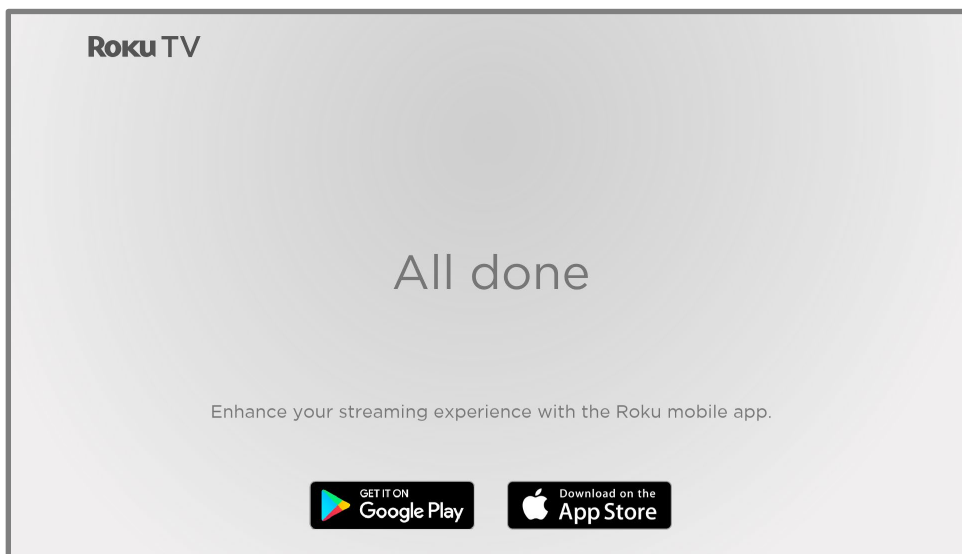 Roku TV
All done
Enhance your streaming experience with the Roku mobile app.
GET IT ON
Google Play
Download on the
App Store